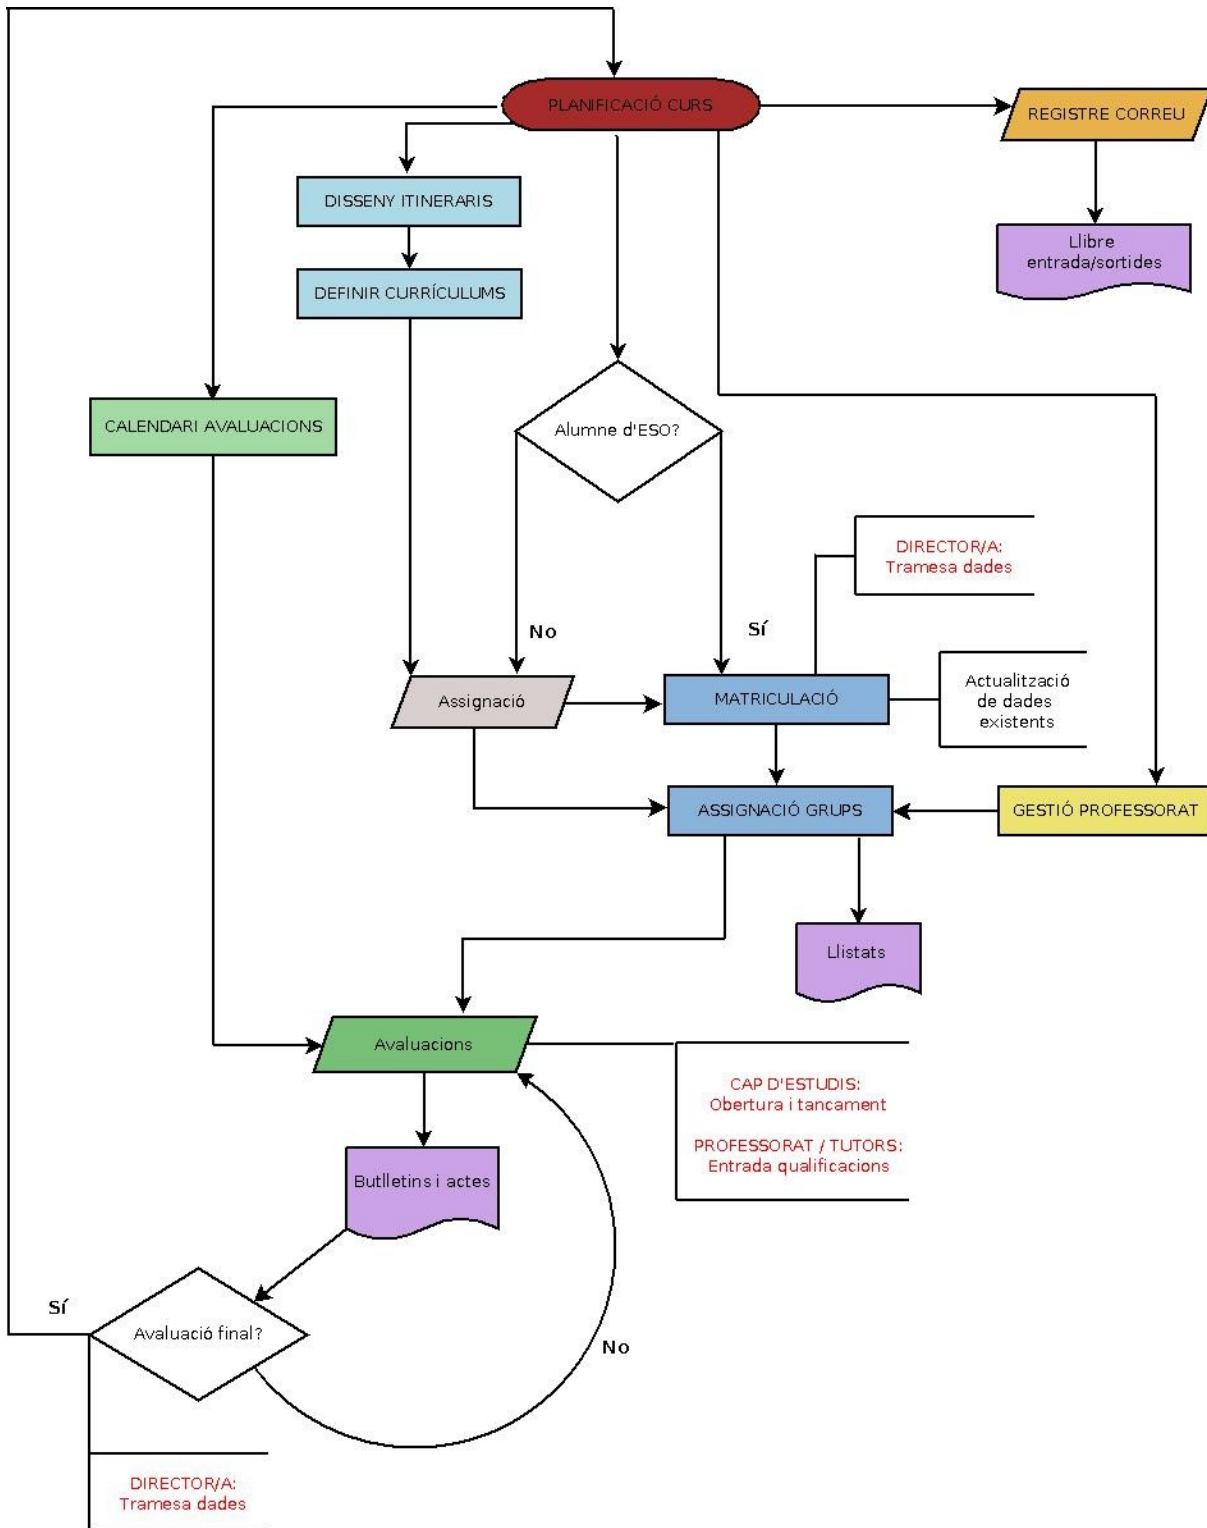 PLANIFICACIÓ CURS
REGISTRE CORREU
DISSENY ITINERARIS
Llibre
entrada/sortides
DEFINIR CURRÍCULUMS
CALENDARI AVALUACIONS
Alumne d'ESO?
DIRECTOR/A:
Tramesa dades
No
Sí
Actualització
de dades
existents
Assignació
MATRICULACIÓ
ASSIGNACIÓ GRUPS
GESTIÓ PROFESSORAT
Llistats
Avaluacions
CAP D'ESTUDIS:
Obertura i tancament
PROFESSORAT / TUTORS:
Entrada qualificacions
Butlletins i actes
Sí
Avaluació final?
No
DIRECTOR/A:
Tramesa dades